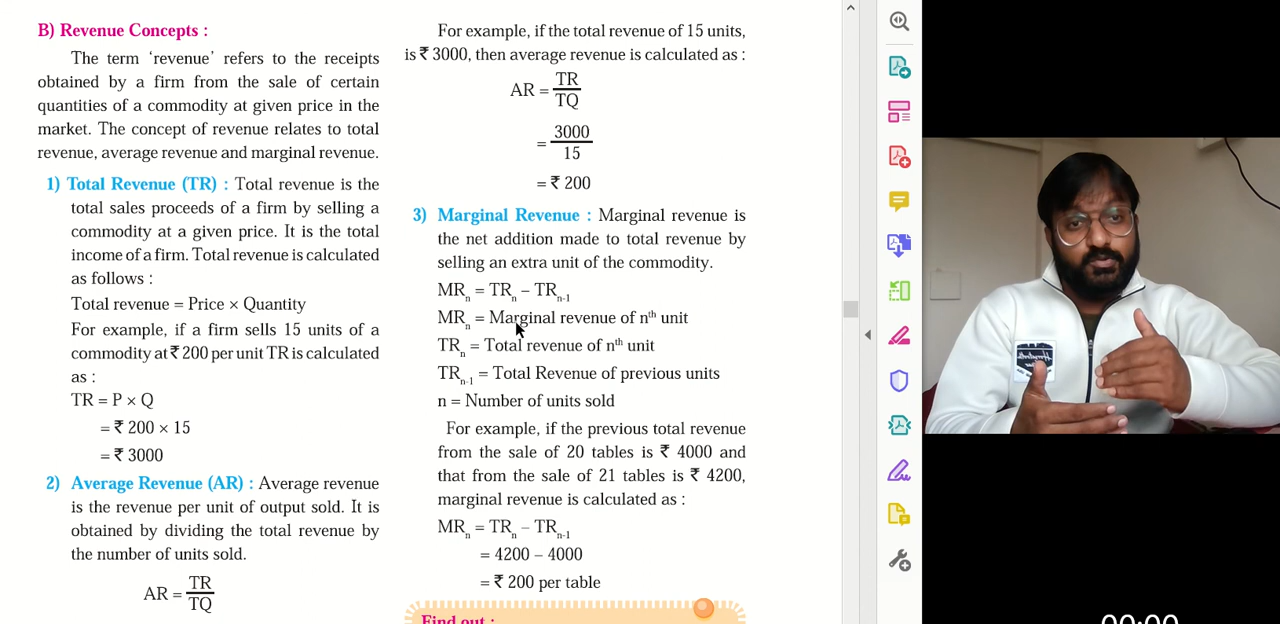 B) Revenue Concepts :
The term ‘revenue’ refers to the receipts
obtained by a firm from the sale of certain
quantities of a commodity at given price in the
market. The concept of revenue relates to total
revenue, average revenue and marginal revenue.
1) Total Revenue (TR) : Total revenue is the
total sales proceeds of a firm by selling a
commodity at a given price. It is the total
income of a firm. Total revenue is calculated
as follows :
Total revenue = Price × Quantity
For example, if a firm sells 15 units of a
commodity at ₹ 200 per unit TR is calculated
as :
TR = P × Q
= ₹ 200 × 15
= ₹ 3000
2) Average Revenue (AR) : Average revenue
is the revenue per unit of output sold. It is
obtained by dividing the total revenue by
the number of units sold.
AR = TR
TQ
For example, if the total revenue of 15 units,
is ₹ 3000, then average revenue is calculated as :
AR = TR
TQ
= 3000
15
= ₹ 200
3) Marginal Revenue : Marginal revenue is
the net addition made to total revenue by
selling an extra unit of the commodity.
MRn = TRn – TRn-1
MRn = Marginal revenue of nth unit
TRn = Total revenue of nth unit
TRn-1 = Total Revenue of previous units
n = Number of units sold
For example, if the previous total revenue
from the sale of 20 tables is ₹ 4000 and
that from the sale of 21 tables is ₹ 4200,
marginal revenue is calculated as :
MRn = TRn – TRn-1
= 4200 – 4000
= ₹ 200 per table
Find out :
00:00